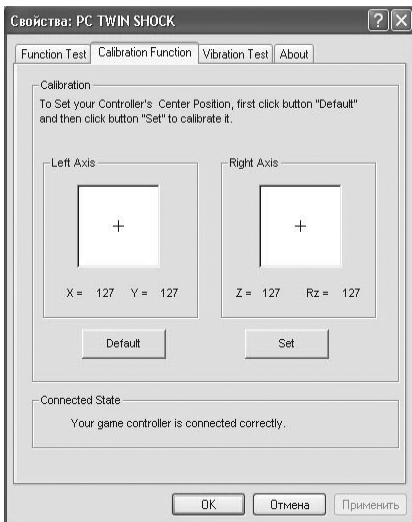 Свойства: PC TWIN SHOCK
Function Test Calibration Function Vibration Test About
Calibration
To Set your Controller's Center Position, first click button "Default"
and then click button "Set" to calibrate it.
Left Axis Right Axis
X = 127 Y = 127 Z = 127 Rz = 127
Default Set
Connected State
Your game controller is connected correctly.
OK Отмена Применить